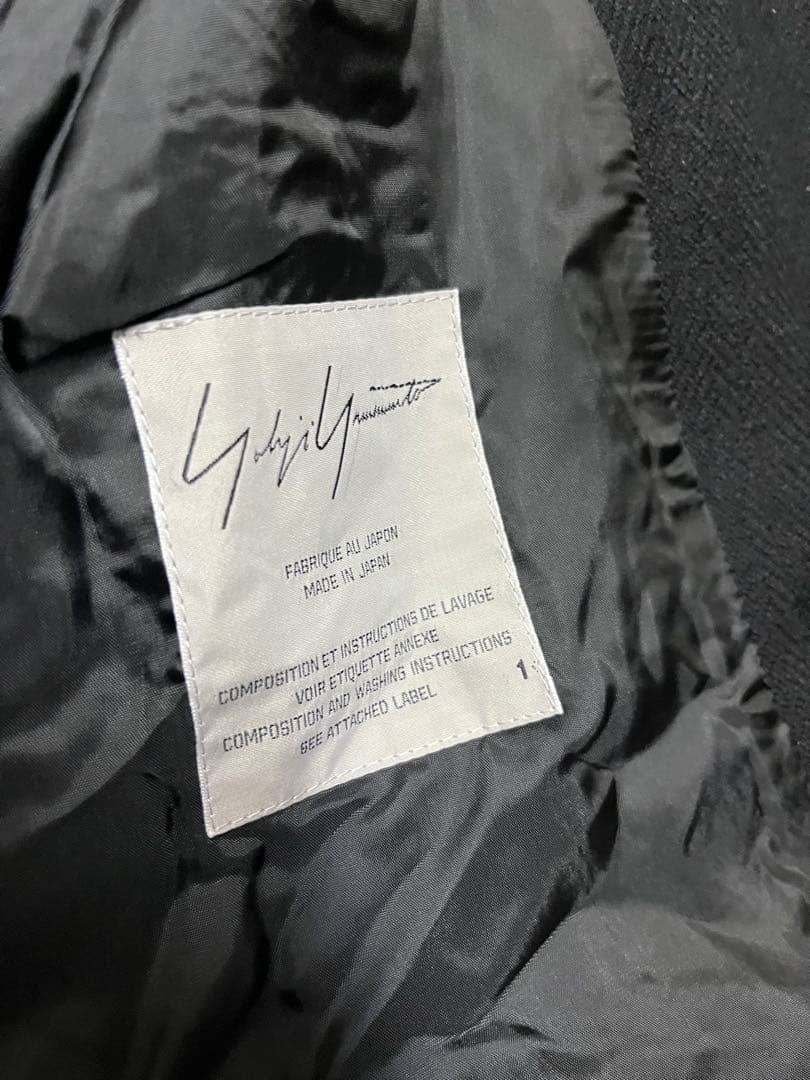 Yohji Yamamoto
FABRIQUE AU JAPON
MADE IN JAPAN
COMPOSITION ET INSTRUCTIONS DE LAVAGE
VOIR ETIQUETTE ANNEXE
COMPOSITION AND WASHING INSTRUCTIONS
SEE ATTACHED LABEL
1